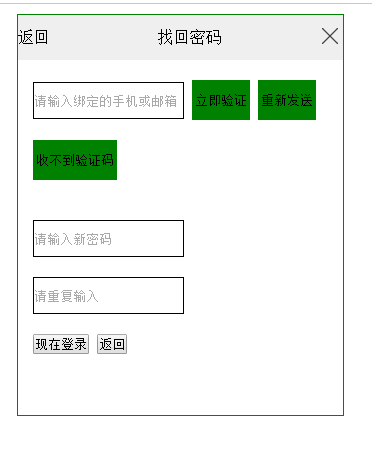 返回 找回密码
请输入绑定的手机或邮箱 立即验证 重新发送
收不到验证码
请输入新密码
请重复输入
现在登录 返回